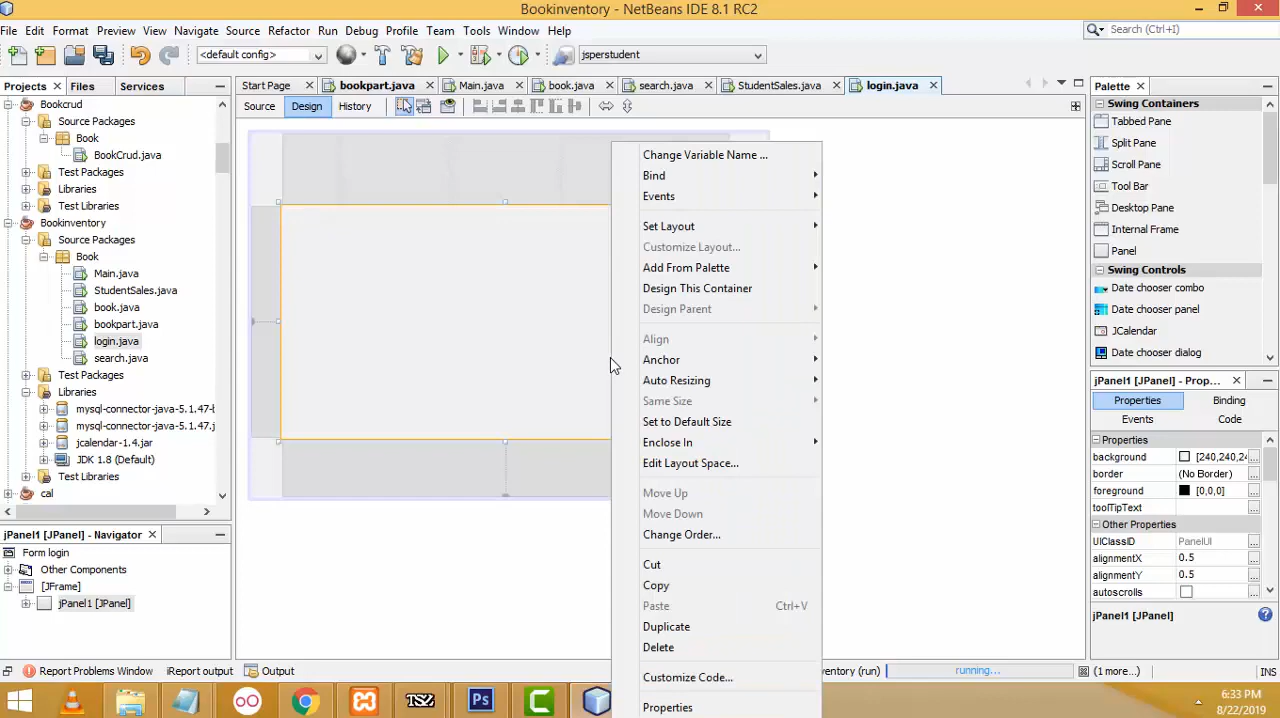 Bookinventory - NetBeans IDE 8.1 RC2
File Edit View Navigate Source Refactor Run Debug Profile Team Tools Window Help
Format Preview
Search (Ctrl+I)
<default config>
jsperstudent
Projects
Files
Services
Start Page
bookpart.java
Main.java
book.java
search.java
StudentSales.java
login.java
Palette
Source
Design
History
Bookcrud
Source Packages
Book
BookCrud.java
Test Packages
Libraries
Test Libraries
Bookinventory
Source Packages
Book
Main.java
StudentSales.java
book.java
bookpart.java
login.java
search.java
Test Packages
Libraries
mysql-connector-java-5.1.47-b
mysql-connector-java-5.1.47.j
jcalendar-1.4.jar
JDK 1.8 (Default)
Test Libraries
cal
jPanel1 [JPanel] - Navigator
Form login
Other Components
[JFrame]
jPanel1 [JPanel]
Change Variable Name ...
Bind
Events
Set Layout
Customize Layout...
Add From Palette
Design This Container
Design Parent
Align
Anchor
Auto Resizing
Same Size
Set to Default Size
Enclose In
Edit Layout Space...
Move Up
Move Down
Change Order...
Cut
Copy
Paste Ctrl+V
Duplicate
Delete
Customize Code...
Properties
Swing Containers
Tabbed Pane
Split Pane
Scroll Pane
Tool Bar
Desktop Pane
Internal Frame
Panel
Swing Controls
Date chooser combo
Date chooser panel
JCalendar
Date chooser dialog
jPanel1 [JPanel] - Prop...
Properties
Binding
Events
Code
Properties
background [240,240,24 ...
border (No Border) ...
foreground [0,0,0] ...
toolTipText ...
Other Properties
UIClassID PanelUI ...
alignmentX 0.5 ...
alignmentY 0.5 ...
autoscrolls ...
jPanel1 [JPanel]
Report Problems Window
iReport output
Output
ventory (run)
running...
(1 more...)
INS
TS2
Ps
6:33 PM
8/22/2019